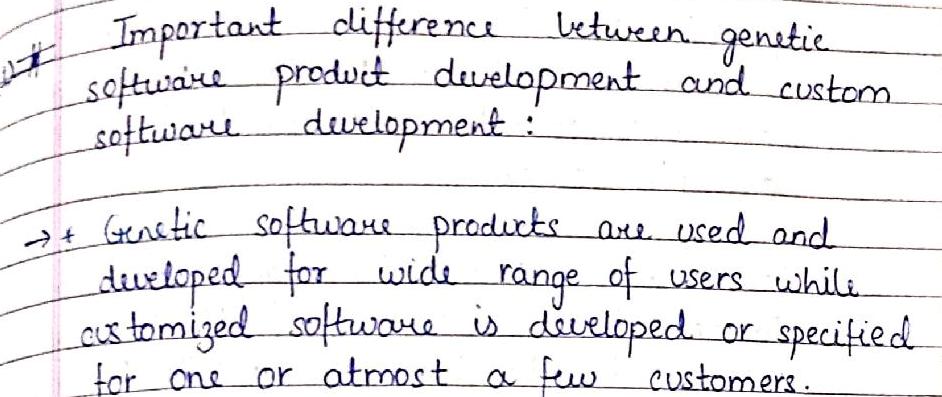 # Important difference between genetic
software product development and custom
software development :
→ * Genetic software products are used and
developed for wide range of users while
customized software is developed or specified
for one or atmost a few customers.